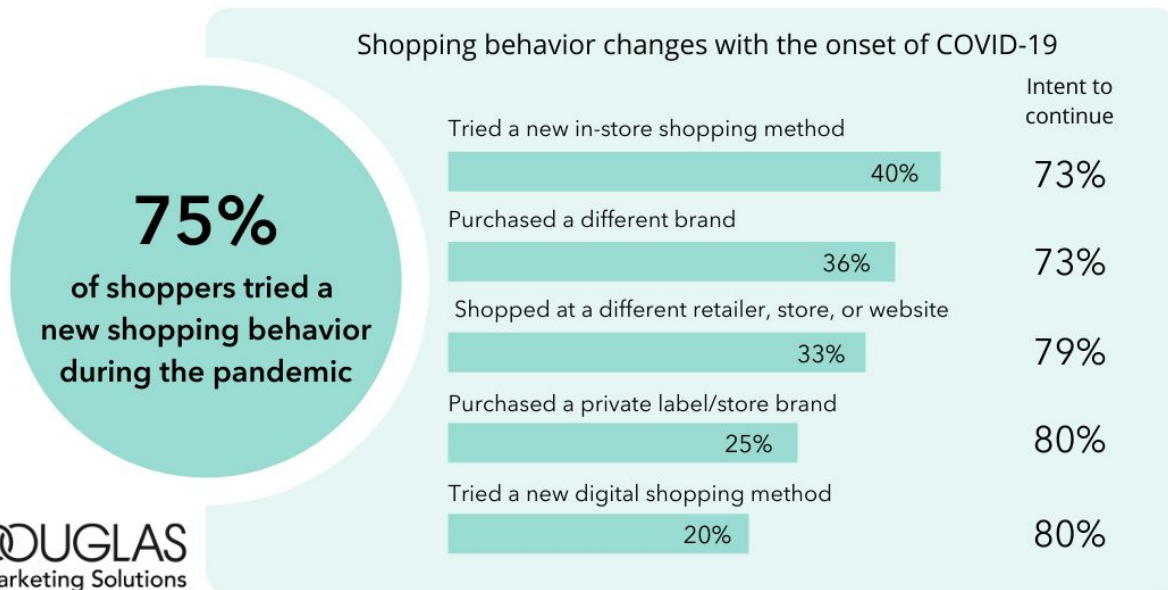 Shopping behavior changes with the onset of COVID-19
Intent to
continue
75%
of shoppers tried a
new shopping behavior
during the pandemic
Tried a new in-store shopping method
40%
73%
Purchased a different brand
36%
73%
Shopped at a different retailer, store, or website
33%
79%
Purchased a private label/store brand
25%
80%
Tried a new digital shopping method
20%
80%
DOUGLAS
arketing Solutions